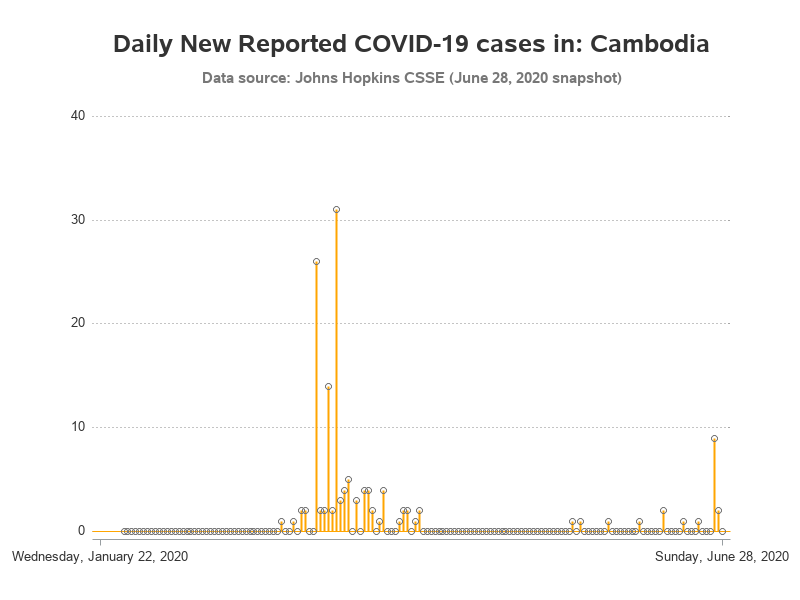 Daily New Reported COVID-19 cases in: Cambodia
Data source: Johns Hopkins CSSE (June 28, 2020 snapshot)
40
30
20
10
0
Wednesday, January 22, 2020
Sunday, June 28, 2020